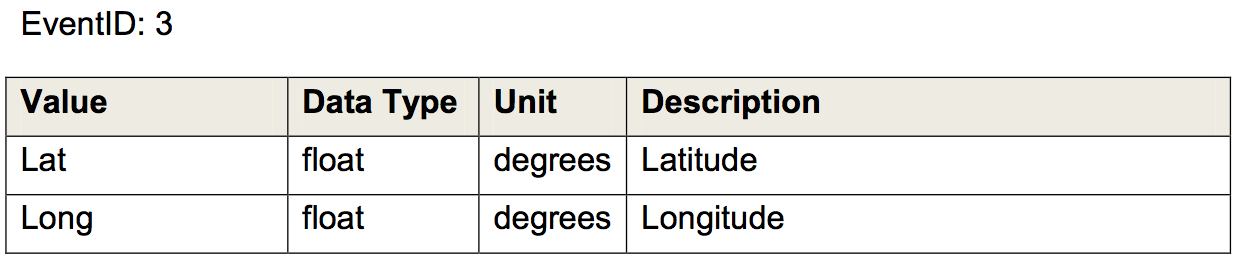 EventID: 3
Value Data Type Unit Description
Lat float degrees Latitude
Long float degrees Longitude